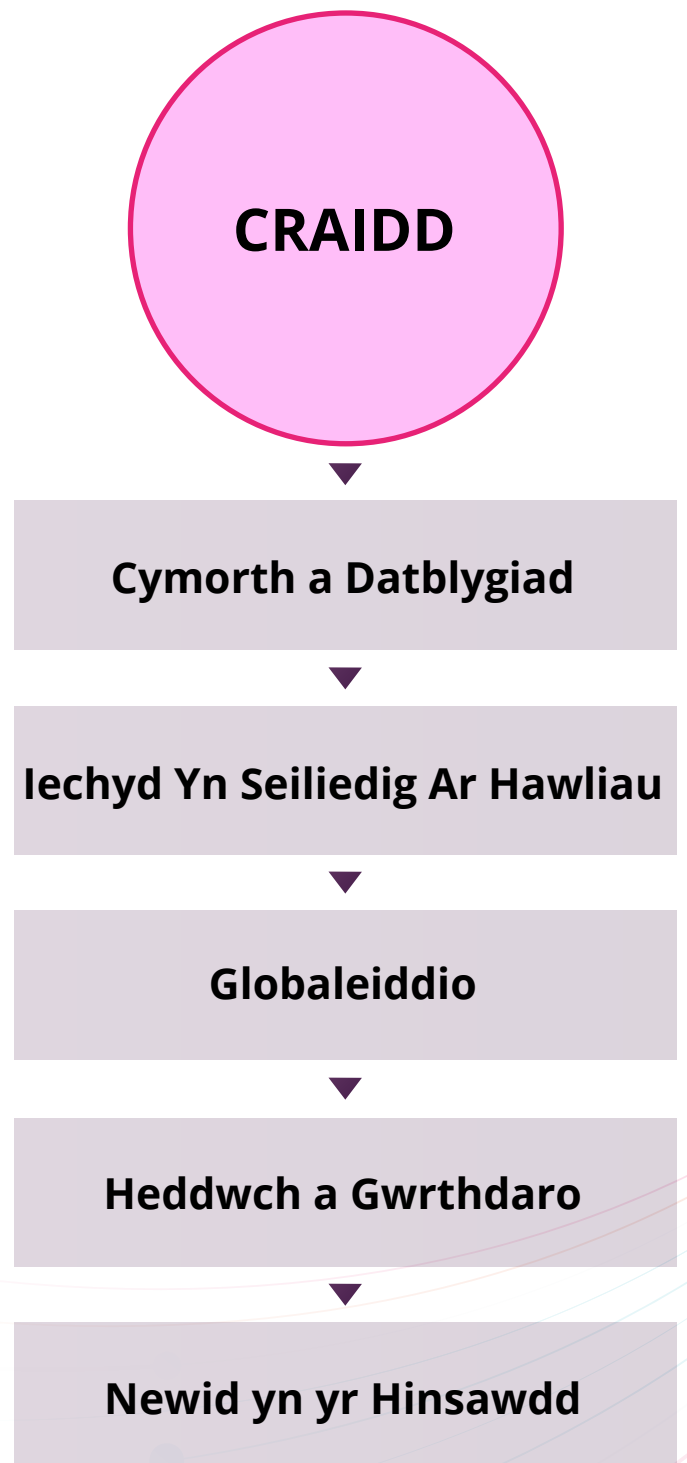 CRAIDD
Cymorth a Datblygiad
Iechyd Yn Seiliedig Ar Hawliau
Globaleiddio
Heddwch a Gwrthdaro
Newid yn yr Hinsawdd